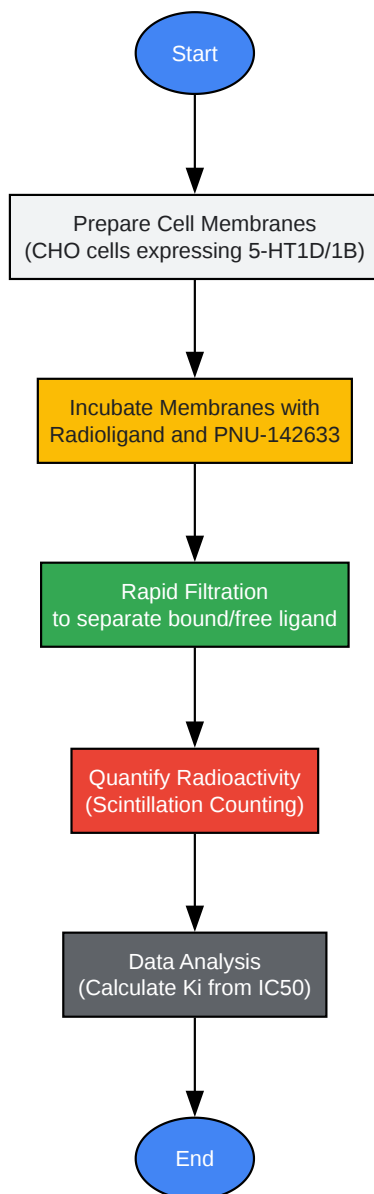 Start
Prepare Cell Membranes
(CHO cells expressing 5-HT1D/1B)
Incubate Membranes with
Radioligand and PNU-142633
Rapid Filtration
to separate bound/free ligand
Quantify Radioactivity
(Scintillation Counting)
Data Analysis
(Calculate Ki from IC50)
End